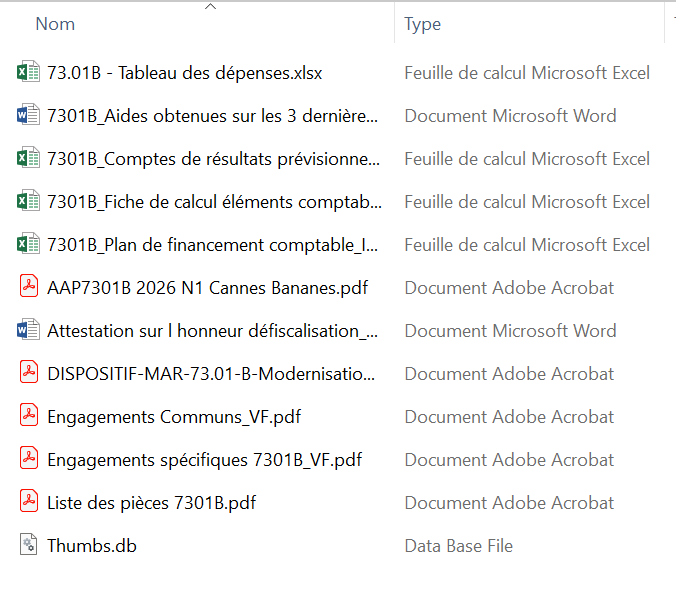 Nom Type
73.01B - Tableau des dépenses.xlsx Feuille de calcul Microsoft Excel
7301B_Aides obtenues sur les 3 dernière... Document Microsoft Word
7301B_Comptes de résultats prévisionne... Feuille de calcul Microsoft Excel
7301B_Fiche de calcul éléments comptab... Feuille de calcul Microsoft Excel
7301B_Plan de financement comptable_I... Feuille de calcul Microsoft Excel
AAP7301B 2026 N1 Cannes Bananes.pdf Document Adobe Acrobat
Attestation sur l honneur défiscalisation_... Document Microsoft Word
DISPOSITIF-MAR-73.01-B-Modernisatio... Document Adobe Acrobat
Engagements Communs_VF.pdf Document Adobe Acrobat
Engagements spécifiques 7301B_VF.pdf Document Adobe Acrobat
Liste des pièces 7301B.pdf Document Adobe Acrobat
Thumbs.db Data Base File